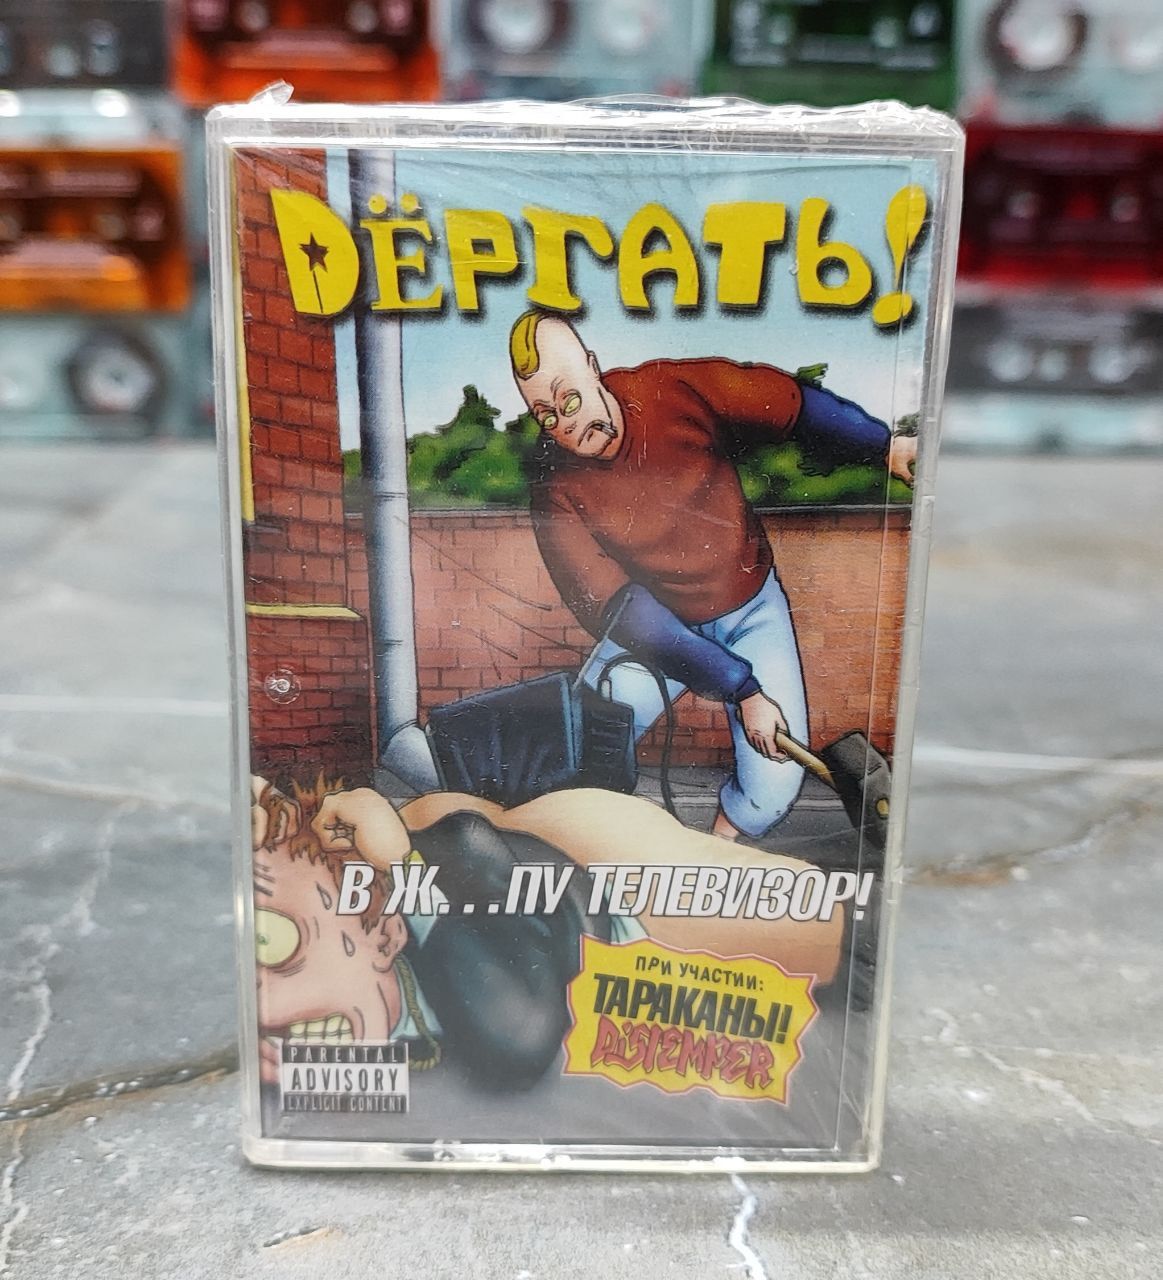 DЁРГАТЬ!
В Ж...ПУ ТЕЛЕВИЗОР!
ПРИ УЧАСТИИ:
ТАРАКАНЫ!
DiSTEMPER
PARENTAL
ADVISORY
EXPLICIT CONTENT